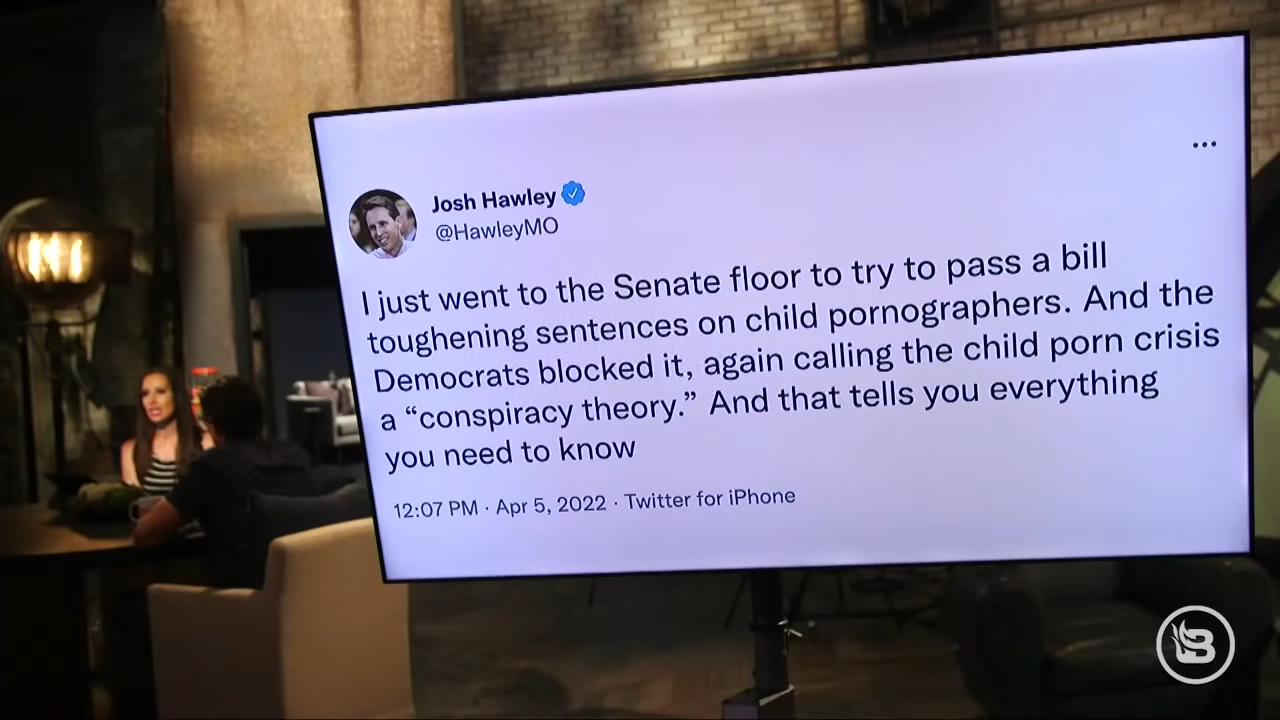 Josh Hawley
@HawleyMO
I just went to the Senate floor to try to pass a bill
toughening sentences on child pornographers. And the
Democrats blocked it, again calling the child porn crisis
a “conspiracy theory.” And that tells you everything
you need to know
12:07 PM · Apr 5, 2022 · Twitter for iPhone
B